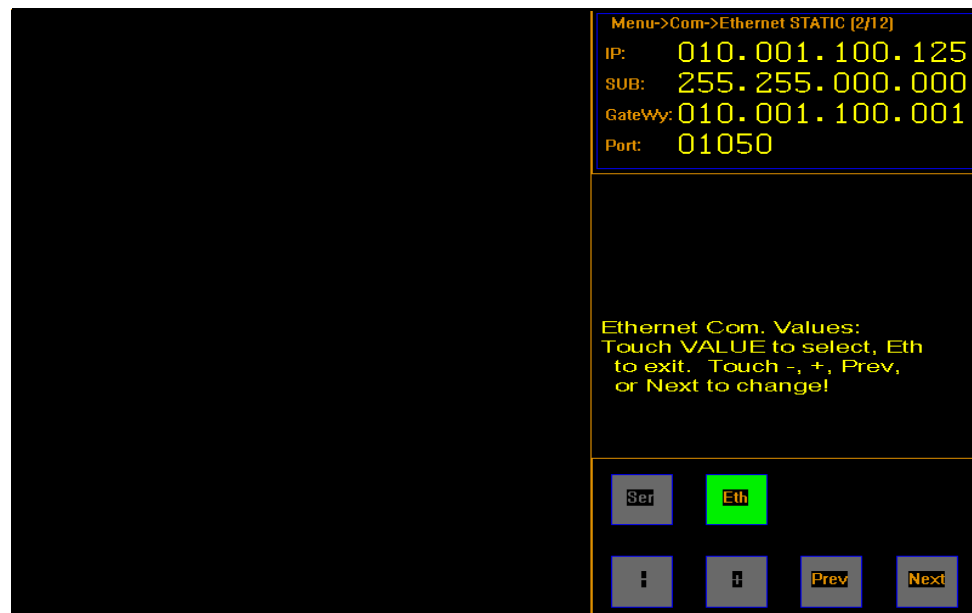 Menu->Com->Ethernet STATIC (2/12)
IP: 010.001.100.125
SUB: 255.255.000.000
GateWy: 010.001.100.001
Port: 01050
Ethernet Com. Values:
Touch VALUE to select, Eth
to exit. Touch -, +, Prev,
or Next to change!
Ser Eth
- + Prev Next